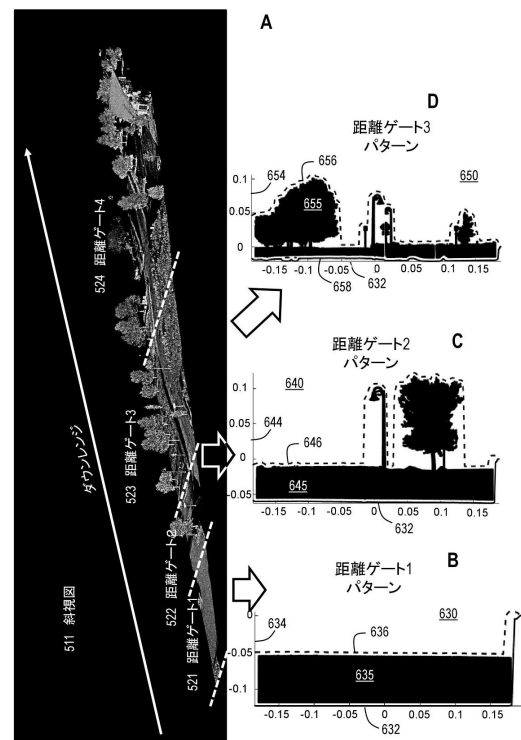 A
ダウンレンジ
511 斜視図
521 距離ゲート1
522 距離ゲート2
523 距離ゲート3
524 距離ゲート4
D
距離ゲート3
パターン
654
656
650
655
0.1
0.05
0
-0.15 -0.1 -0.05 0 0.05 0.1 0.15
658
632
C
距離ゲート2
パターン
640
644
646
645
0.1
0.05
0
-0.05
-0.15 -0.1 -0.05 0 0.05 0.1 0.15
632
B
距離ゲート1
パターン
630
634
636
635
0
-0.05
-0.1
-0.15 -0.1 -0.05 0 0.05 0.1 0.15
632